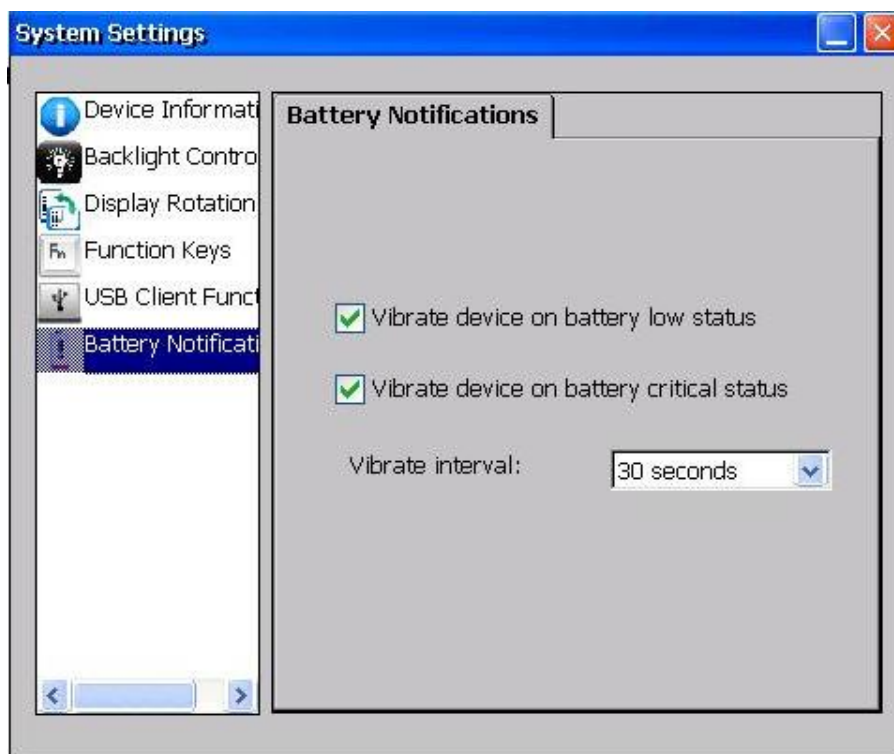 System Settings
Device Informati
Backlight Contro
Display Rotation
Function Keys
USB Client Funct
Battery Notificati
Battery Notifications
Vibrate device on battery low status
Vibrate device on battery critical status
Vibrate interval:
30 seconds